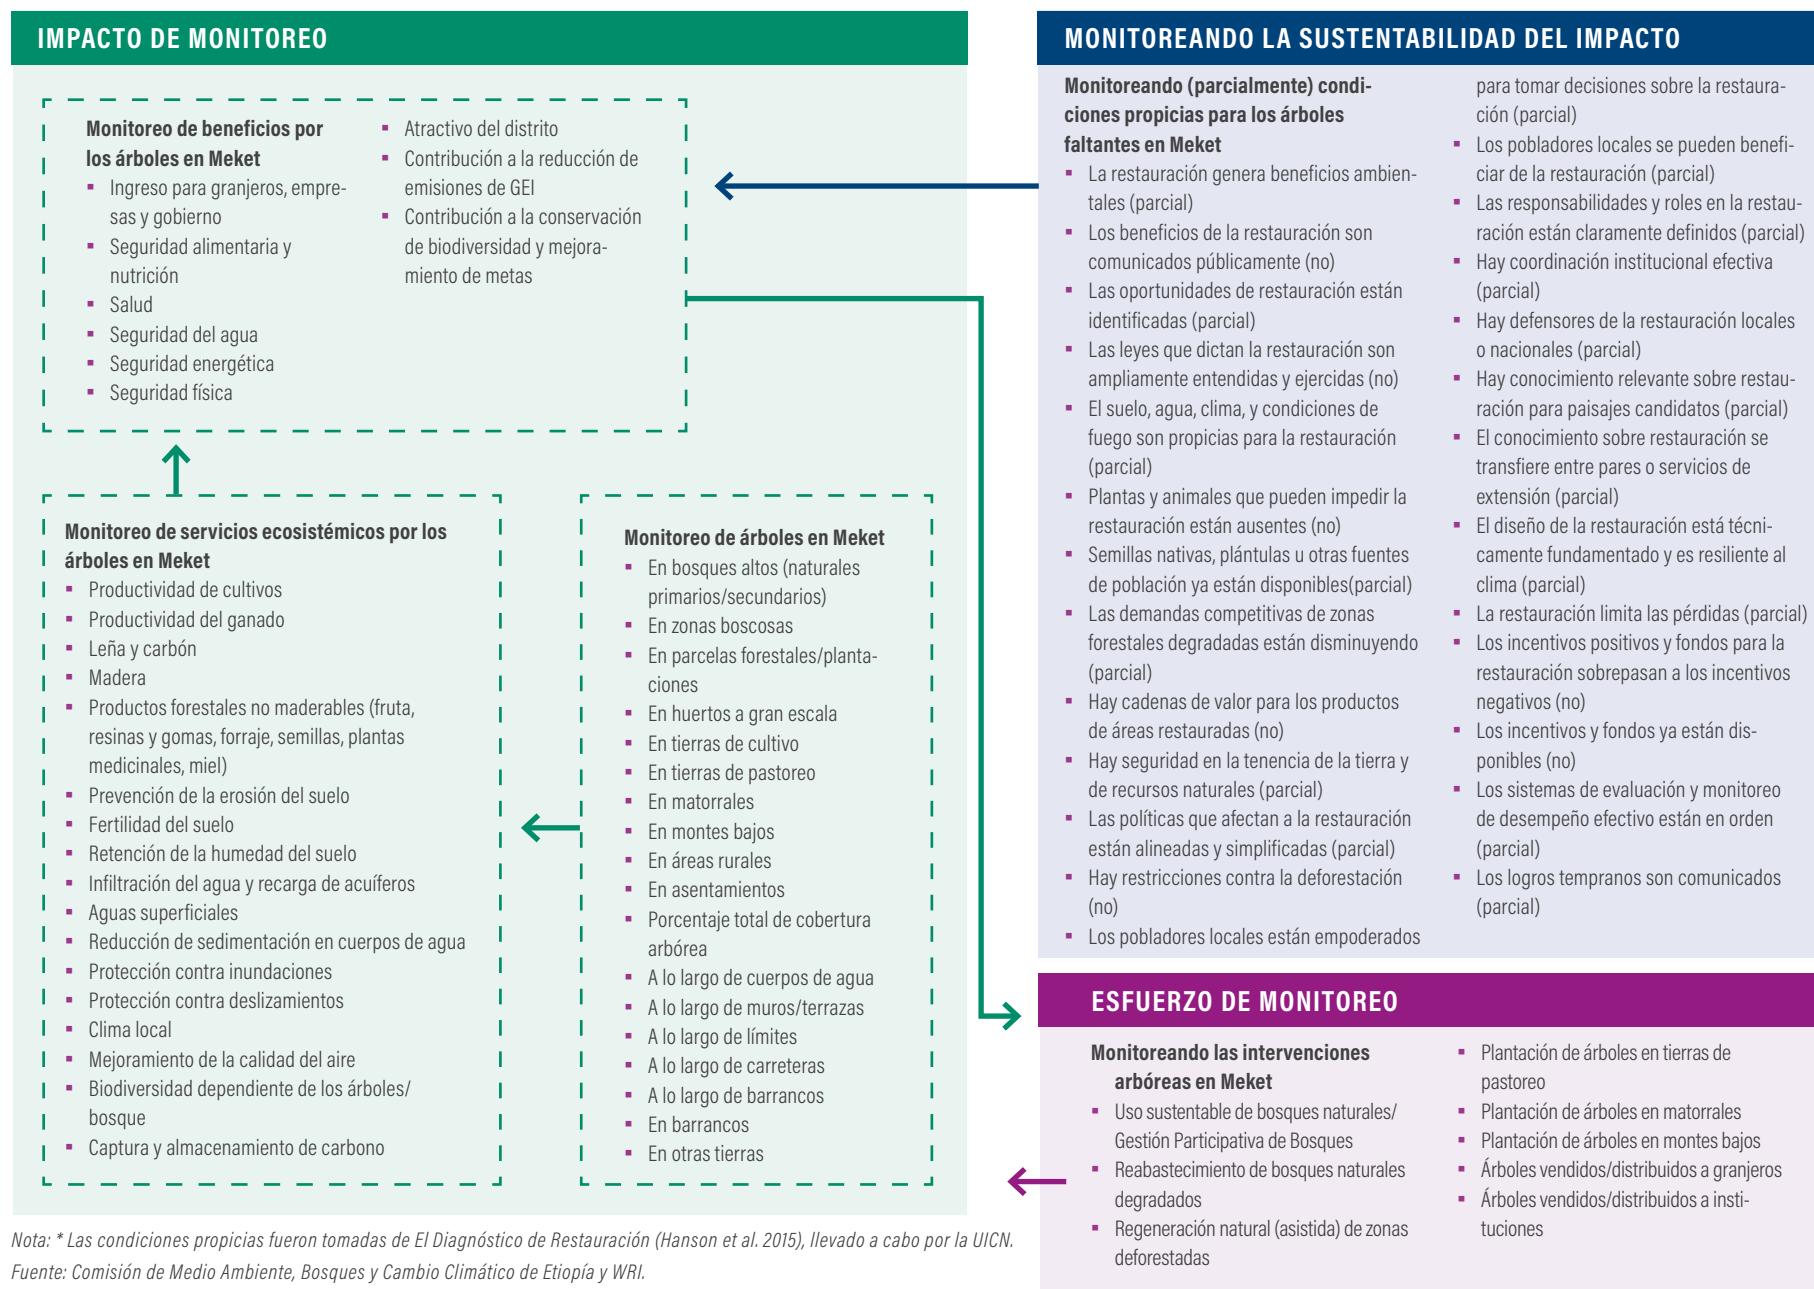 IMPACTO DE MONITOREO
Monitoreo de beneficios por
los árboles en Meket
▪ Ingreso para granjeros, empre-
sas y gobierno
▪ Seguridad alimentaria y
nutrición
▪ Salud
▪ Seguridad del agua
▪ Seguridad energética
▪ Seguridad física
▪ Atractivo del distrito
▪ Contribución a la reducción de
emisiones de GEI
▪ Contribución a la conservación
de biodiversidad y mejora-
miento de metas
Monitoreo de servicios ecosistémicos por los
árboles en Meket
▪ Productividad de cultivos
▪ Productividad del ganado
▪ Leña y carbón
▪ Madera
▪ Productos forestales no maderables (fruta,
resinas y gomas, forraje, semillas, plantas
medicinales, miel)
▪ Prevención de la erosión del suelo
▪ Fertilidad del suelo
▪ Retención de la humedad del suelo
▪ Infiltración del agua y recarga de acuíferos
▪ Aguas superficiales
▪ Reducción de sedimentación en cuerpos de agua
▪ Protección contra inundaciones
▪ Protección contra deslizamientos
▪ Clima local
▪ Mejoramiento de la calidad del aire
▪ Biodiversidad dependiente de los árboles/
bosque
▪ Captura y almacenamiento de carbono
Monitoreo de árboles en Meket
▪ En bosques altos (naturales
primarios/secundarios)
▪ En zonas boscosas
▪ En parcelas forestales/planta-
ciones
▪ En huertos a gran escala
▪ En tierras de cultivo
▪ En tierras de pastoreo
▪ En matorrales
▪ En montes bajos
▪ En áreas rurales
▪ En asentamientos
▪ Porcentaje total de cobertura
arbórea
▪ A lo largo de cuerpos de agua
▪ A lo largo de muros/terrazas
▪ A lo largo de límites
▪ A lo largo de carreteras
▪ A lo largo de barrancos
▪ En barrancos
▪ En otras tierras
MONITOREANDO LA SUSTENTABILIDAD DEL IMPACTO
Monitoreando (parcialmente) condi-
ciones propicias para los árboles
faltantes en Meket
▪ La restauración genera beneficios ambien-
tales (parcial)
▪ Los beneficios de la restauración son
comunicados públicamente (no)
▪ Las oportunidades de restauración están
identificadas (parcial)
▪ Las leyes que dictan la restauración son
ampliamente entendidas y ejercidas (no)
▪ El suelo, agua, clima, y condiciones de
fuego son propicias para la restauración
(parcial)
▪ Plantas y animales que pueden impedir la
restauración están ausentes (no)
▪ Semillas nativas, plántulas u otras fuentes
de población ya están disponibles(parcial)
▪ Las demandas competitivas de zonas
forestales degradadas están disminuyendo
(parcial)
▪ Hay cadenas de valor para los productos
de áreas restauradas (no)
▪ Hay seguridad en la tenencia de la tierra y
de recursos naturales (parcial)
▪ Las políticas que afectan a la restauración
están alineadas y simplificadas (parcial)
▪ Hay restricciones contra la deforestación
(no)
▪ Los pobladores locales están empoderados
para tomar decisiones sobre la restaura-
ción (parcial)
▪ Los pobladores locales se pueden benefi-
ciar de la restauración (parcial)
▪ Las responsabilidades y roles en la restau-
ración están claramente definidos (parcial)
▪ Hay coordinación institucional efectiva
(parcial)
▪ Hay defensores de la restauración locales
o nacionales (parcial)
▪ Hay conocimiento relevante sobre restau-
ración para paisajes candidatos (parcial)
▪ El conocimiento sobre restauración se
transfiere entre pares o servicios de
extensión (parcial)
▪ El diseño de la restauración está técni-
camente fundamentado y es resiliente al
clima (parcial)
▪ La restauración limita las pérdidas (parcial)
▪ Los incentivos positivos y fondos para la
restauración sobrepasan a los incentivos
negativos (no)
▪ Los incentivos y fondos ya están dis-
ponibles (no)
▪ Los sistemas de evaluación y monitoreo
de desempeño efectivo están en orden
(parcial)
▪ Los logros tempranos son comunicados
(parcial)
ESFUERZO DE MONITOREO
Monitoreando las intervenciones
arbóreas en Meket
▪ Uso sustentable de bosques naturales/
Gestión Participativa de Bosques
▪ Reabastecimiento de bosques naturales
degradados
▪ Regeneración natural (asistida) de zonas
deforestadas
▪ Plantación de árboles en tierras de
pastoreo
▪ Plantación de árboles en matorrales
▪ Plantación de árboles en montes bajos
▪ Árboles vendidos/distribuidos a granjeros
▪ Árboles vendidos/distribuidos a insti-
tuciones
Nota: * Las condiciones propicias fueron tomadas de El Diagnóstico de Restauración (Hanson et al. 2015), llevado a cabo por la UICN.
Fuente: Comisión de Medio Ambiente, Bosques y Cambio Climático de Etiopía y WRI.